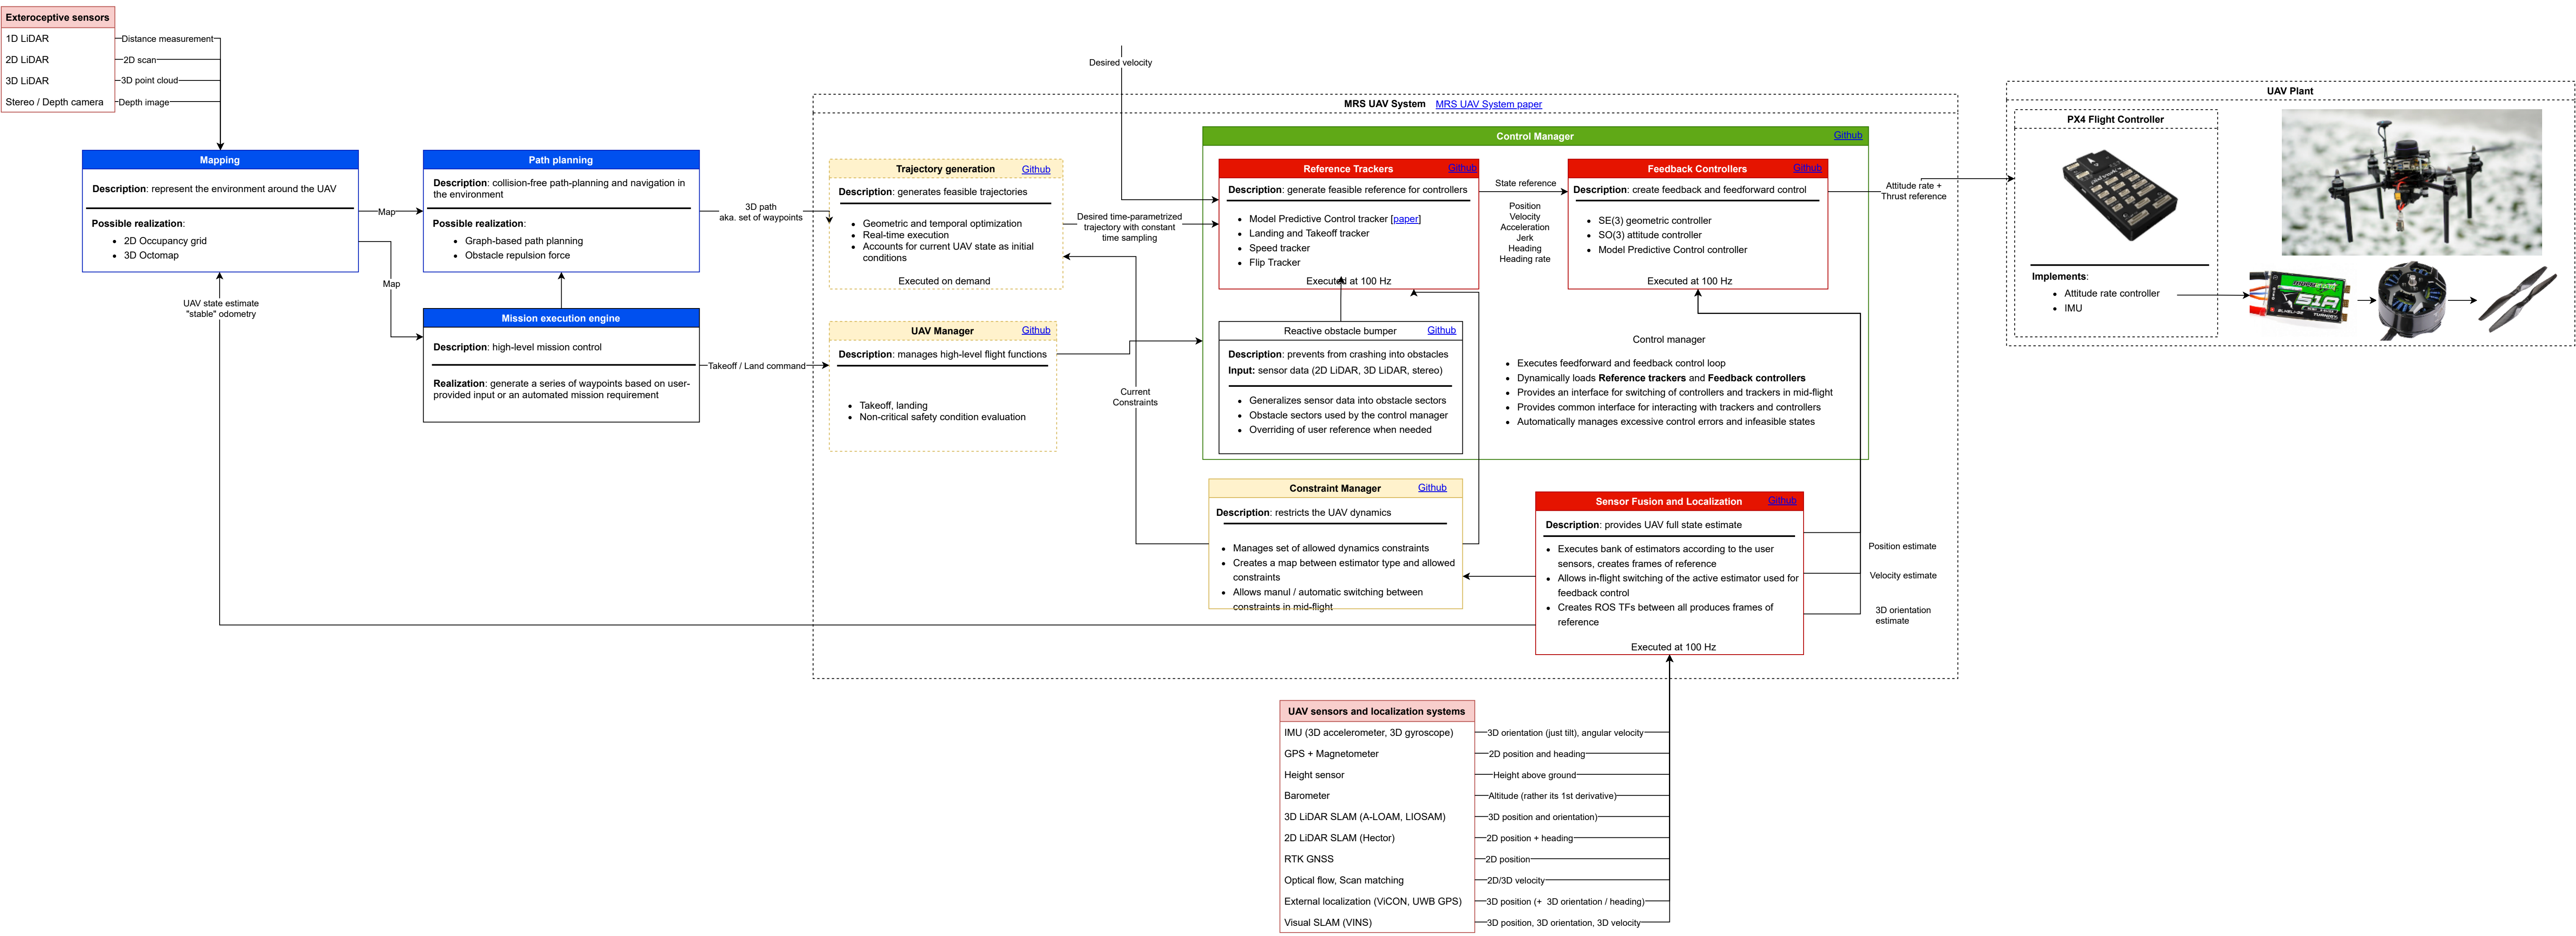 Exteroceptive sensors
1D LiDAR
Distance measurement
2D LiDAR
2D scan
3D LiDAR
3D point cloud
Stereo / Depth camera
Depth image
Mapping
Description: represent the environment around the UAV
Possible realization:
2D Occupancy grid
3D Octomap
Map
Map
UAV state estimate
"stable" odometry
Path planning
Description: collision-free path-planning and navigation in
the environment
Possible realization:
Graph-based path planning
Obstacle repulsion force
Mission execution engine
Description: high-level mission control
Realization: generate a series of waypoints based on user-
provided input or an automated mission requirement
3D path
aka. set of waypoints
Takeoff / Land command
Desired velocity
MRS UAV System MRS UAV System paper
Trajectory generation Github
Description: generates feasible trajectories
Geometric and temporal optimization
Real-time execution
Accounts for current UAV state as initial
conditions
Executed on demand
UAV Manager Github
Description: manages high-level flight functions
Takeoff, landing
Non-critical safety condition evaluation
Desired time-parametrized
trajectory with constant
time sampling
Current
Constraints
Control Manager Github
Reference Trackers Github
Description: generate feasible reference for controllers
Model Predictive Control tracker [paper]
Landing and Takeoff tracker
Speed tracker
Flip Tracker
Executed at 100 Hz
State reference
Position
Velocity
Acceleration
Jerk
Heading
Heading rate
Feedback Controllers Github
Description: create feedback and feedforward control
SE(3) geometric controller
SO(3) attitude controller
Model Predictive Control controller
Executed at 100 Hz
Reactive obstacle bumper Github
Description: prevents from crashing into obstacles
Input: sensor data (2D LiDAR, 3D LiDAR, stereo)
Generalizes sensor data into obstacle sectors
Obstacle sectors used by the control manager
Overriding of user reference when needed
Control manager
Executes feedforward and feedback control loop
Dynamically loads Reference trackers and Feedback controllers
Provides an interface for switching of controllers and trackers in mid-flight
Provides common interface for interacting with trackers and controllers
Automatically manages excessive control errors and infeasible states
Constraint Manager Github
Description: restricts the UAV dynamics
Manages set of allowed dynamics constraints
Creates a map between estimator type and allowed
constraints
Allows manul / automatic switching between
constraints in mid-flight
Sensor Fusion and Localization Github
Description: provides UAV full state estimate
Executes bank of estimators according to the user
sensors, creates frames of reference
Allows in-flight switching of the active estimator used for
feedback control
Creates ROS TFs between all produces frames of
reference
Executed at 100 Hz
Position estimate
Velocity estimate
3D orientation
estimate
Attitude rate +
Thrust reference
UAV Plant
PX4 Flight Controller
Implements:
Attitude rate controller
IMU
51A
UAV sensors and localization systems
IMU (3D accelerometer, 3D gyroscope)
3D orientation (just tilt), angular velocity
GPS + Magnetometer
2D position and heading
Height sensor
Height above ground
Barometer
Altitude (rather its 1st derivative)
3D LiDAR SLAM (A-LOAM, LIOSAM)
3D position and orientation)
2D LiDAR SLAM (Hector)
2D position + heading
RTK GNSS
2D position
Optical flow, Scan matching
2D/3D velocity
External localization (ViCON, UWB GPS)
3D position (+ 3D orientation / heading)
Visual SLAM (VINS)
3D position, 3D orientation, 3D velocity